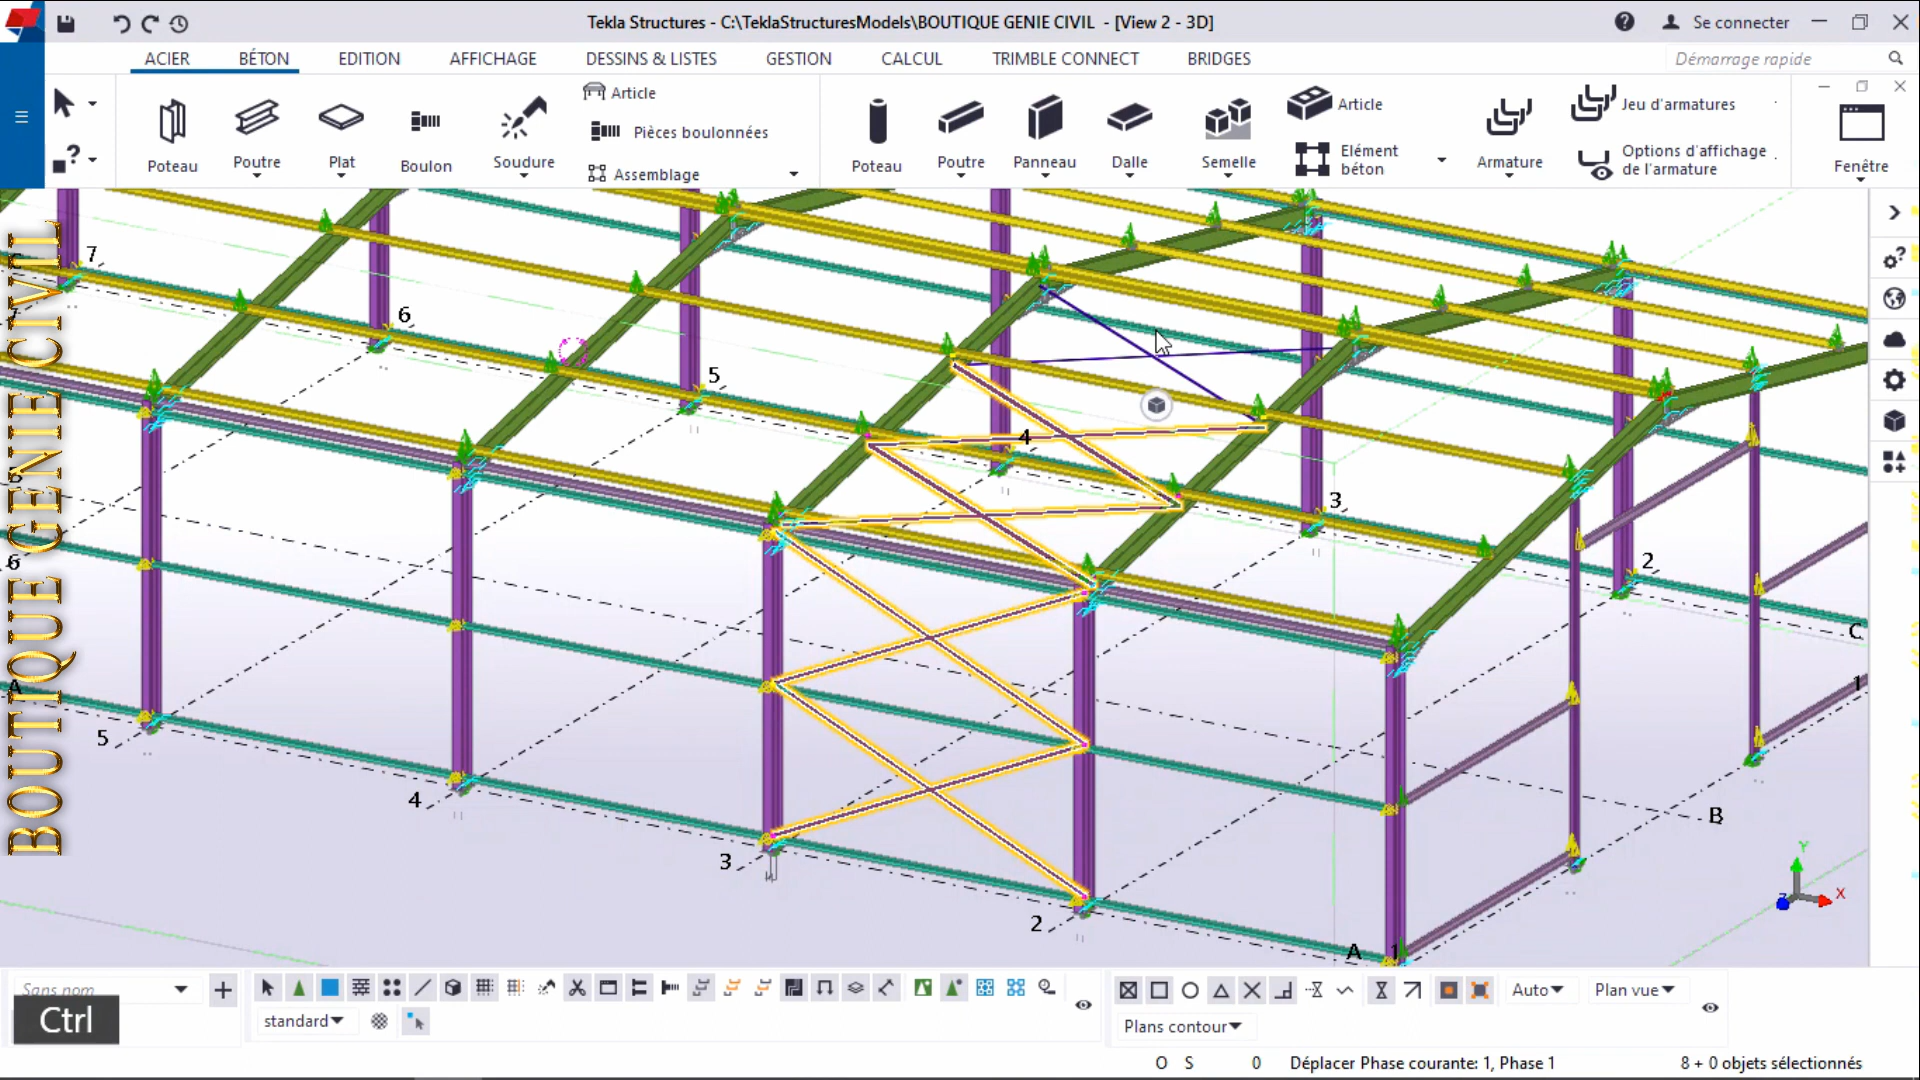 Tekla Structures - C:\TeklaStructuresModels\BOUTIQUE GENIE CIVIL - [View 2 - 3D]
Se connecter
ACIER BÉTON EDITION AFFICHAGE DESSINS & LISTES GESTION CALCUL TRIMBLE CONNECT BRIDGES
Démarrage rapide
Poteau
Poutre
Plat
Boulon
Soudure
Article
Pièces boulonnées
Assemblage
Poteau
Poutre
Panneau
Dalle
Semelle
Article
Elément
béton
Armature
Jeu d'armatures
Options d'affichage
de l'armature
Fenêtre
BOUTIQUE GENIE CIVIL
7
6
5
4
3
2
C
1
B
6
A
5
4
3
2
A
1
Y
X
Sans nom
Ctrl
standard
Auto
Plan vue
Plans contour
O S 0 Déplacer Phase courante: 1, Phase 1 8 + 0 objets sélectionnés